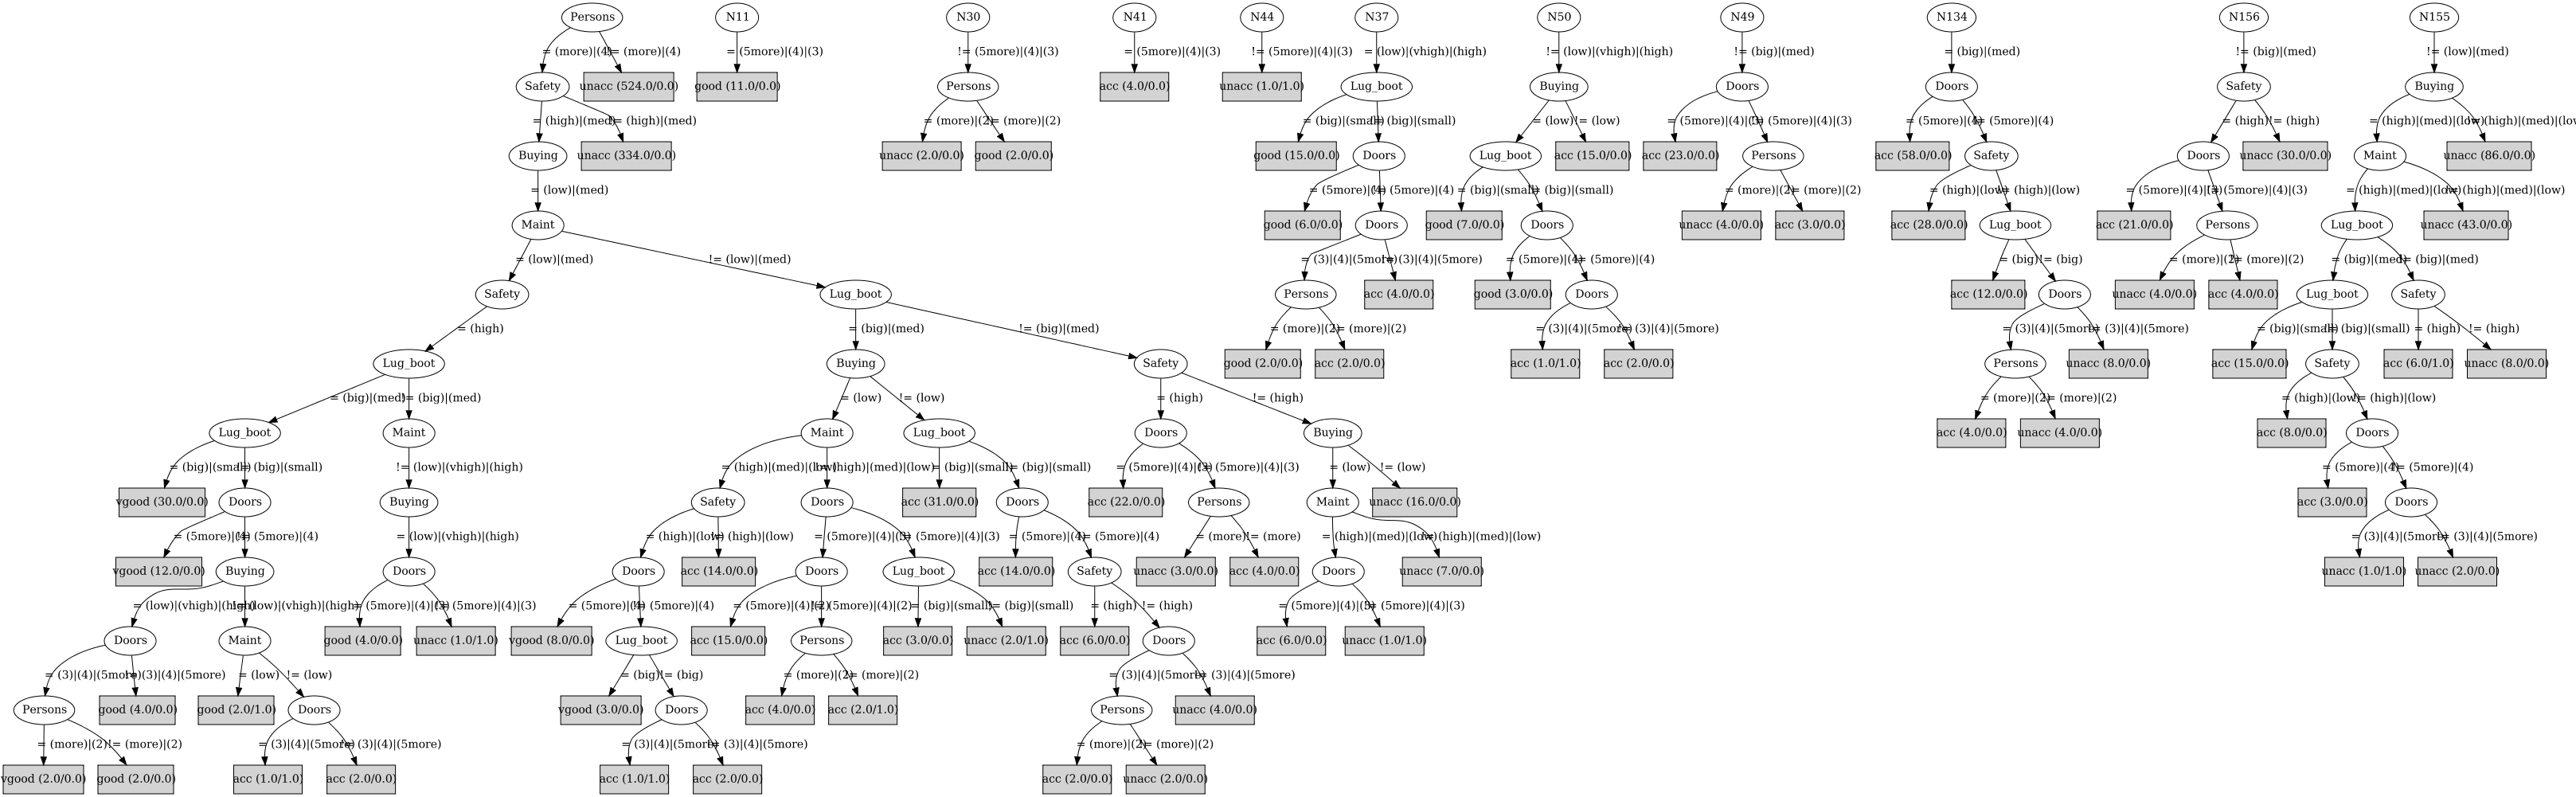 Persons N11 N30 N41 N44 N37 N50 N49 N134 N156 N155
= (more)|(4) != (more)|(4) = (5more)|(4)|(3) != (5more)|(4)|(3) = (5more)|(4)|(3) != (5more)|(4)|(3) = (low)|(vhigh)|(high) != (low)|(vhigh)|(high) != (big)|(med) = (big)|(med) != (big)|(med) != (low)|(med)
Safety unacc (524.0/0.0) good (11.0/0.0) Persons acc (4.0/0.0) unacc (1.0/1.0) Lug_boot Buying Doors Doors Safety Buying
= (high)|(med) != (high)|(med) = (more)|(2) != (more)|(2) = (big)|(small) != (big)|(small) = (low) != (low) = (5more)|(4)|(3) != (5more)|(4)|(3) = (5more)|(4) != (5more)|(4) = (high) != (high) = (high)|(med)|(low) != (high)|(med)|(low)
Buying unacc (334.0/0.0) unacc (2.0/0.0) good (2.0/0.0) good (15.0/0.0) Doors Lug_boot acc (15.0/0.0) acc (23.0/0.0) Persons acc (58.0/0.0) Safety Doors unacc (30.0/0.0) Maint unacc (86.0/0.0)
= (low)|(med) = (5more)|(4) != (5more)|(4) = (big)|(small) != (big)|(small) = (more)|(2) != (more)|(2) = (high)|(low) != (high)|(low) = (5more)|(4)|(3) != (5more)|(4)|(3) = (high)|(med)|(low) != (high)|(med)|(low)
Maint good (6.0/0.0) Doors good (7.0/0.0) Doors unacc (4.0/0.0) acc (3.0/0.0) acc (28.0/0.0) Lug_boot acc (21.0/0.0) Persons Lug_boot unacc (43.0/0.0)
= (low)|(med) != (low)|(med) = (3)|(4)|(5more) != (3)|(4)|(5more) = (5more)|(4) != (5more)|(4) = (big) != (big) = (more)|(2) != (more)|(2) = (big)|(med) != (big)|(med)
Safety Lug_boot Persons acc (4.0/0.0) good (3.0/0.0) Doors acc (12.0/0.0) Doors unacc (4.0/0.0) acc (4.0/0.0) Lug_boot Safety
= (high) = (big)|(med) != (big)|(med) = (more)|(2) != (more)|(2) = (3)|(4)|(5more) != (3)|(4)|(5more) = (3)|(4)|(5more) != (3)|(4)|(5more) = (big)|(small) != (big)|(small) = (high) != (high)
Lug_boot Buying Safety good (2.0/0.0) acc (2.0/0.0) acc (1.0/1.0) acc (2.0/0.0) Persons unacc (8.0/0.0) acc (15.0/0.0) Safety acc (6.0/1.0) unacc (8.0/0.0)
= (big)|(med) != (big)|(med) = (low) != (low) = (high) != (high) = (more)|(2) != (more)|(2) = (high)|(low) != (high)|(low)
Lug_boot Maint Maint Lug_boot Doors Buying acc (4.0/0.0) unacc (4.0/0.0) acc (8.0/0.0) Doors
= (big)|(small) != (big)|(small) != (low)|(vhigh)|(high) = (high)|(med)|(low) != (high)|(med)|(low) = (big)|(small) != (big)|(small) = (5more)|(4)|(3) != (5more)|(4)|(3) = (low) != (low) = (5more)|(4) != (5more)|(4)
vgood (30.0/0.0) Doors Buying Safety Doors acc (31.0/0.0) Doors acc (22.0/0.0) Persons Maint unacc (16.0/0.0) acc (3.0/0.0) Doors
= (5more)|(4) != (5more)|(4) = (low)|(vhigh)|(high) = (high)|(low) != (high)|(low) = (5more)|(4)|(3) != (5more)|(4)|(3) = (5more)|(4) != (5more)|(4) = (more) != (more) = (high)|(med)|(low) != (high)|(med)|(low) = (3)|(4)|(5more) != (3)|(4)|(5more)
vgood (12.0/0.0) Buying Doors Doors acc (14.0/0.0) Doors Lug_boot acc (14.0/0.0) Safety unacc (3.0/0.0) acc (4.0/0.0) Doors unacc (7.0/0.0) unacc (1.0/1.0) unacc (2.0/0.0)
= (low)|(vhigh)|(high) != (low)|(vhigh)|(high) = (5more)|(4)|(3) != (5more)|(4)|(3) = (5more)|(4) != (5more)|(4) = (5more)|(4)|(2) != (5more)|(4)|(2) = (big)|(small) != (big)|(small) = (high) != (high) = (5more)|(4)|(3) != (5more)|(4)|(3)
Doors Maint good (4.0/0.0) unacc (1.0/1.0) vgood (8.0/0.0) Lug_boot acc (15.0/0.0) Persons acc (3.0/0.0) unacc (2.0/1.0) acc (6.0/0.0) Doors acc (6.0/0.0) unacc (1.0/1.0)
= (3)|(4)|(5more) != (3)|(4)|(5more) = (low) != (low) = (big) != (big) = (more)|(2) != (more)|(2) = (3)|(4)|(5more) != (3)|(4)|(5more)
Persons good (4.0/0.0) good (2.0/1.0) Doors vgood (3.0/0.0) Doors acc (4.0/0.0) acc (2.0/1.0) Persons unacc (4.0/0.0)
= (more)|(2) != (more)|(2) = (3)|(4)|(5more) != (3)|(4)|(5more) = (3)|(4)|(5more) != (3)|(4)|(5more) = (more)|(2) != (more)|(2)
vgood (2.0/0.0) good (2.0/0.0) acc (1.0/1.0) acc (2.0/0.0) acc (1.0/1.0) acc (2.0/0.0) acc (2.0/0.0) unacc (2.0/0.0)